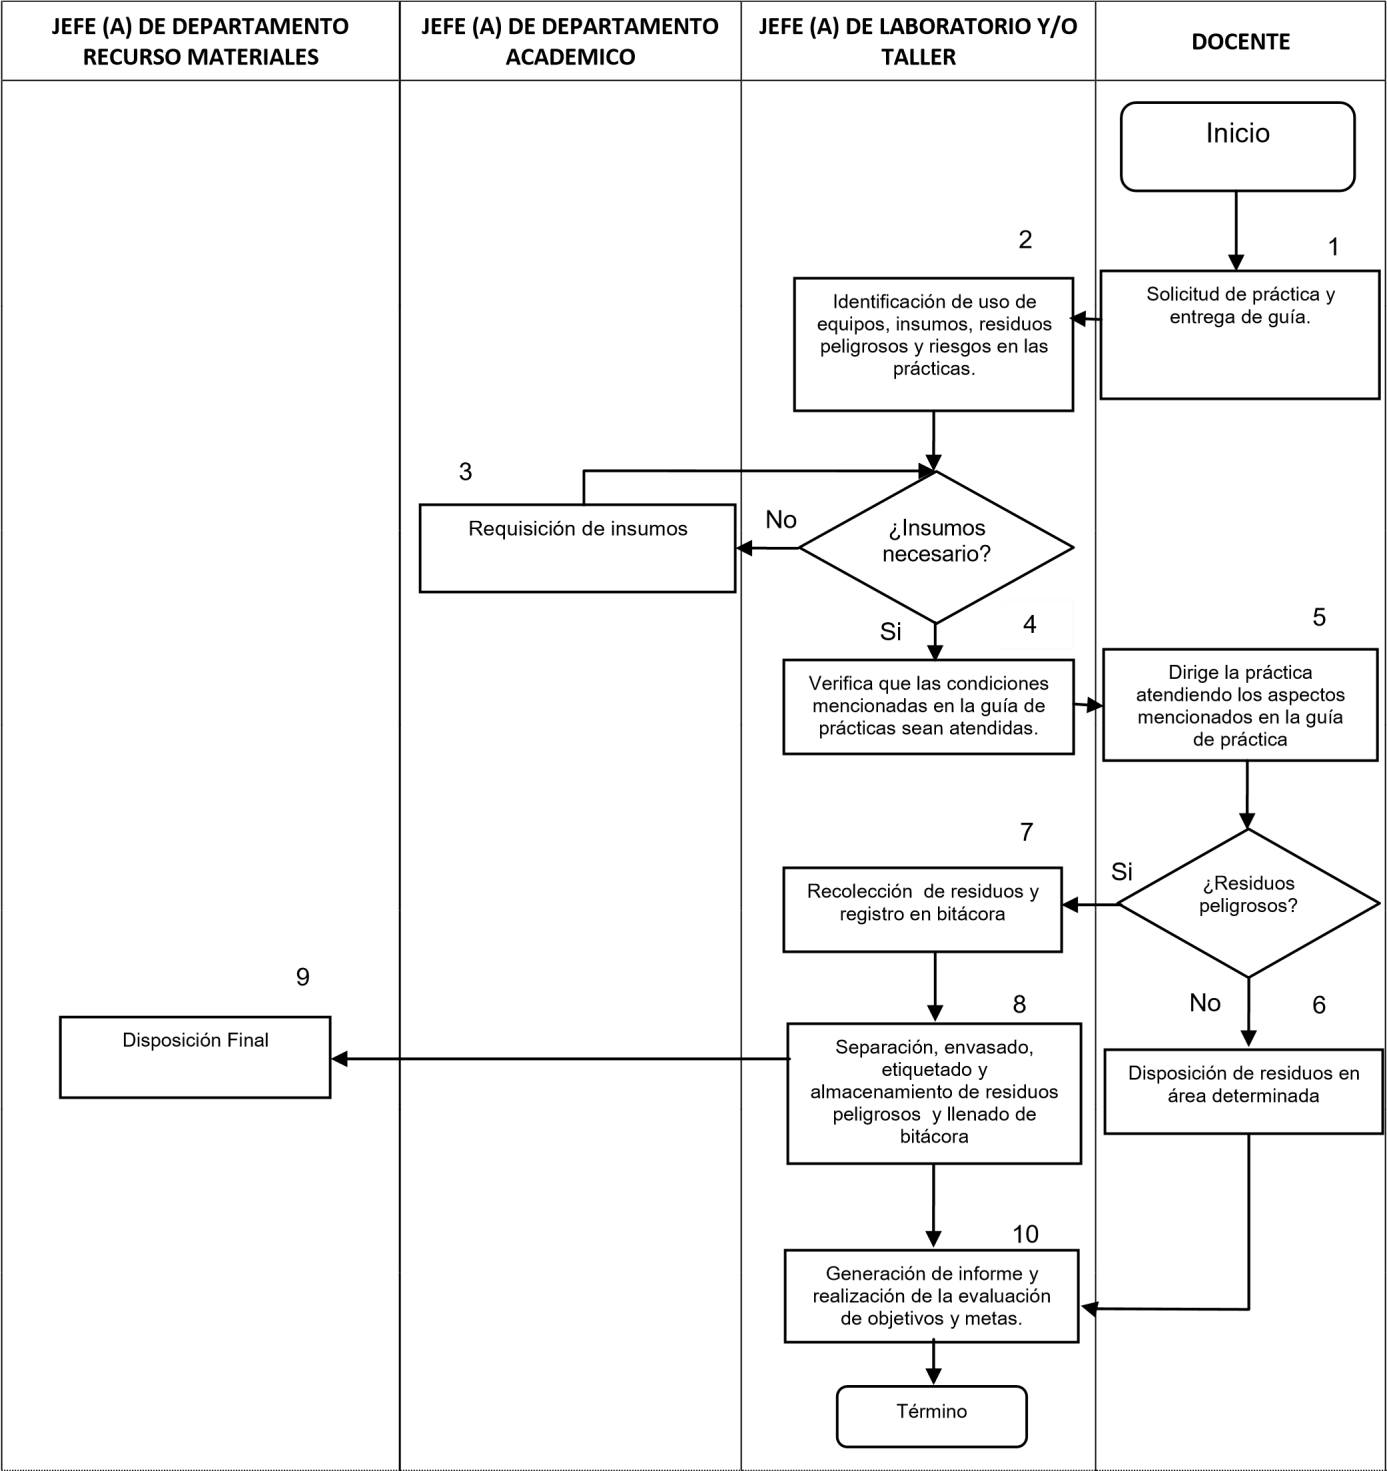 JEFE (A) DE DEPARTAMENTO
RECURSO MATERIALES
JEFE (A) DE DEPARTAMENTO
ACADEMICO
JEFE (A) DE LABORATORIO Y/O
TALLER
DOCENTE
Inicio
1
Solicitud de práctica y
entrega de guía.
2
Identificación de uso de
equipos, insumos, residuos
peligrosos y riesgos en las
prácticas.
3
Requisición de insumos
No
¿Insumos
necesario?
Si
4
Verifica que las condiciones
mencionadas en la guía de
prácticas sean atendidas.
5
Dirige la práctica
atendiendo los aspectos
mencionados en la guía
de práctica
¿Residuos
peligrosos?
Si
No
6
Disposición de residuos en
área determinada
7
Recolección  de residuos y
registro en bitácora
8
Separación, envasado,
etiquetado y
almacenamiento de residuos
peligrosos  y llenado de
bitácora
9
Disposición Final
10
Generación de informe y
realización de la evaluación
de objetivos y metas.
Término